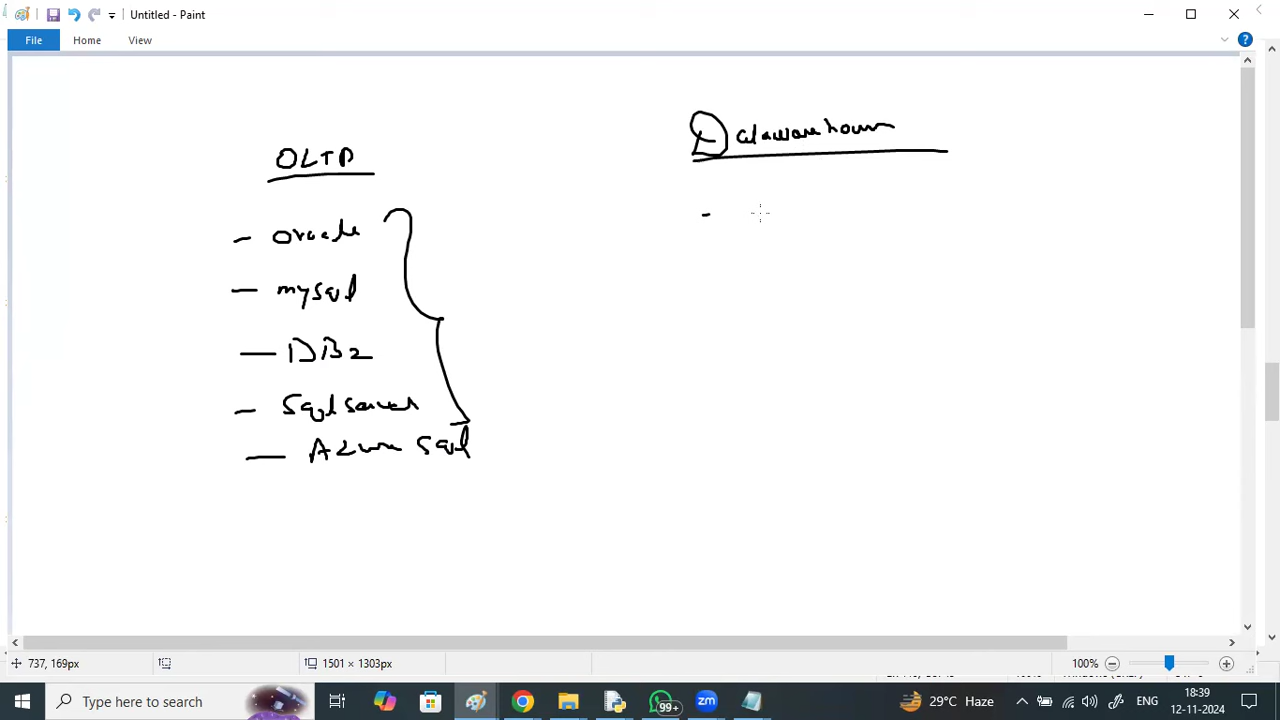 Untitled - Paint
File
Home
View
OLTP
- Oracle
- mysql
- DB2
- Sql server
- Azure Sql
Datawarehouse
-
737, 169px
1501 × 1303px
100%
Type here to search
99+
29°C Haze
ENG
18:39
12-11-2024